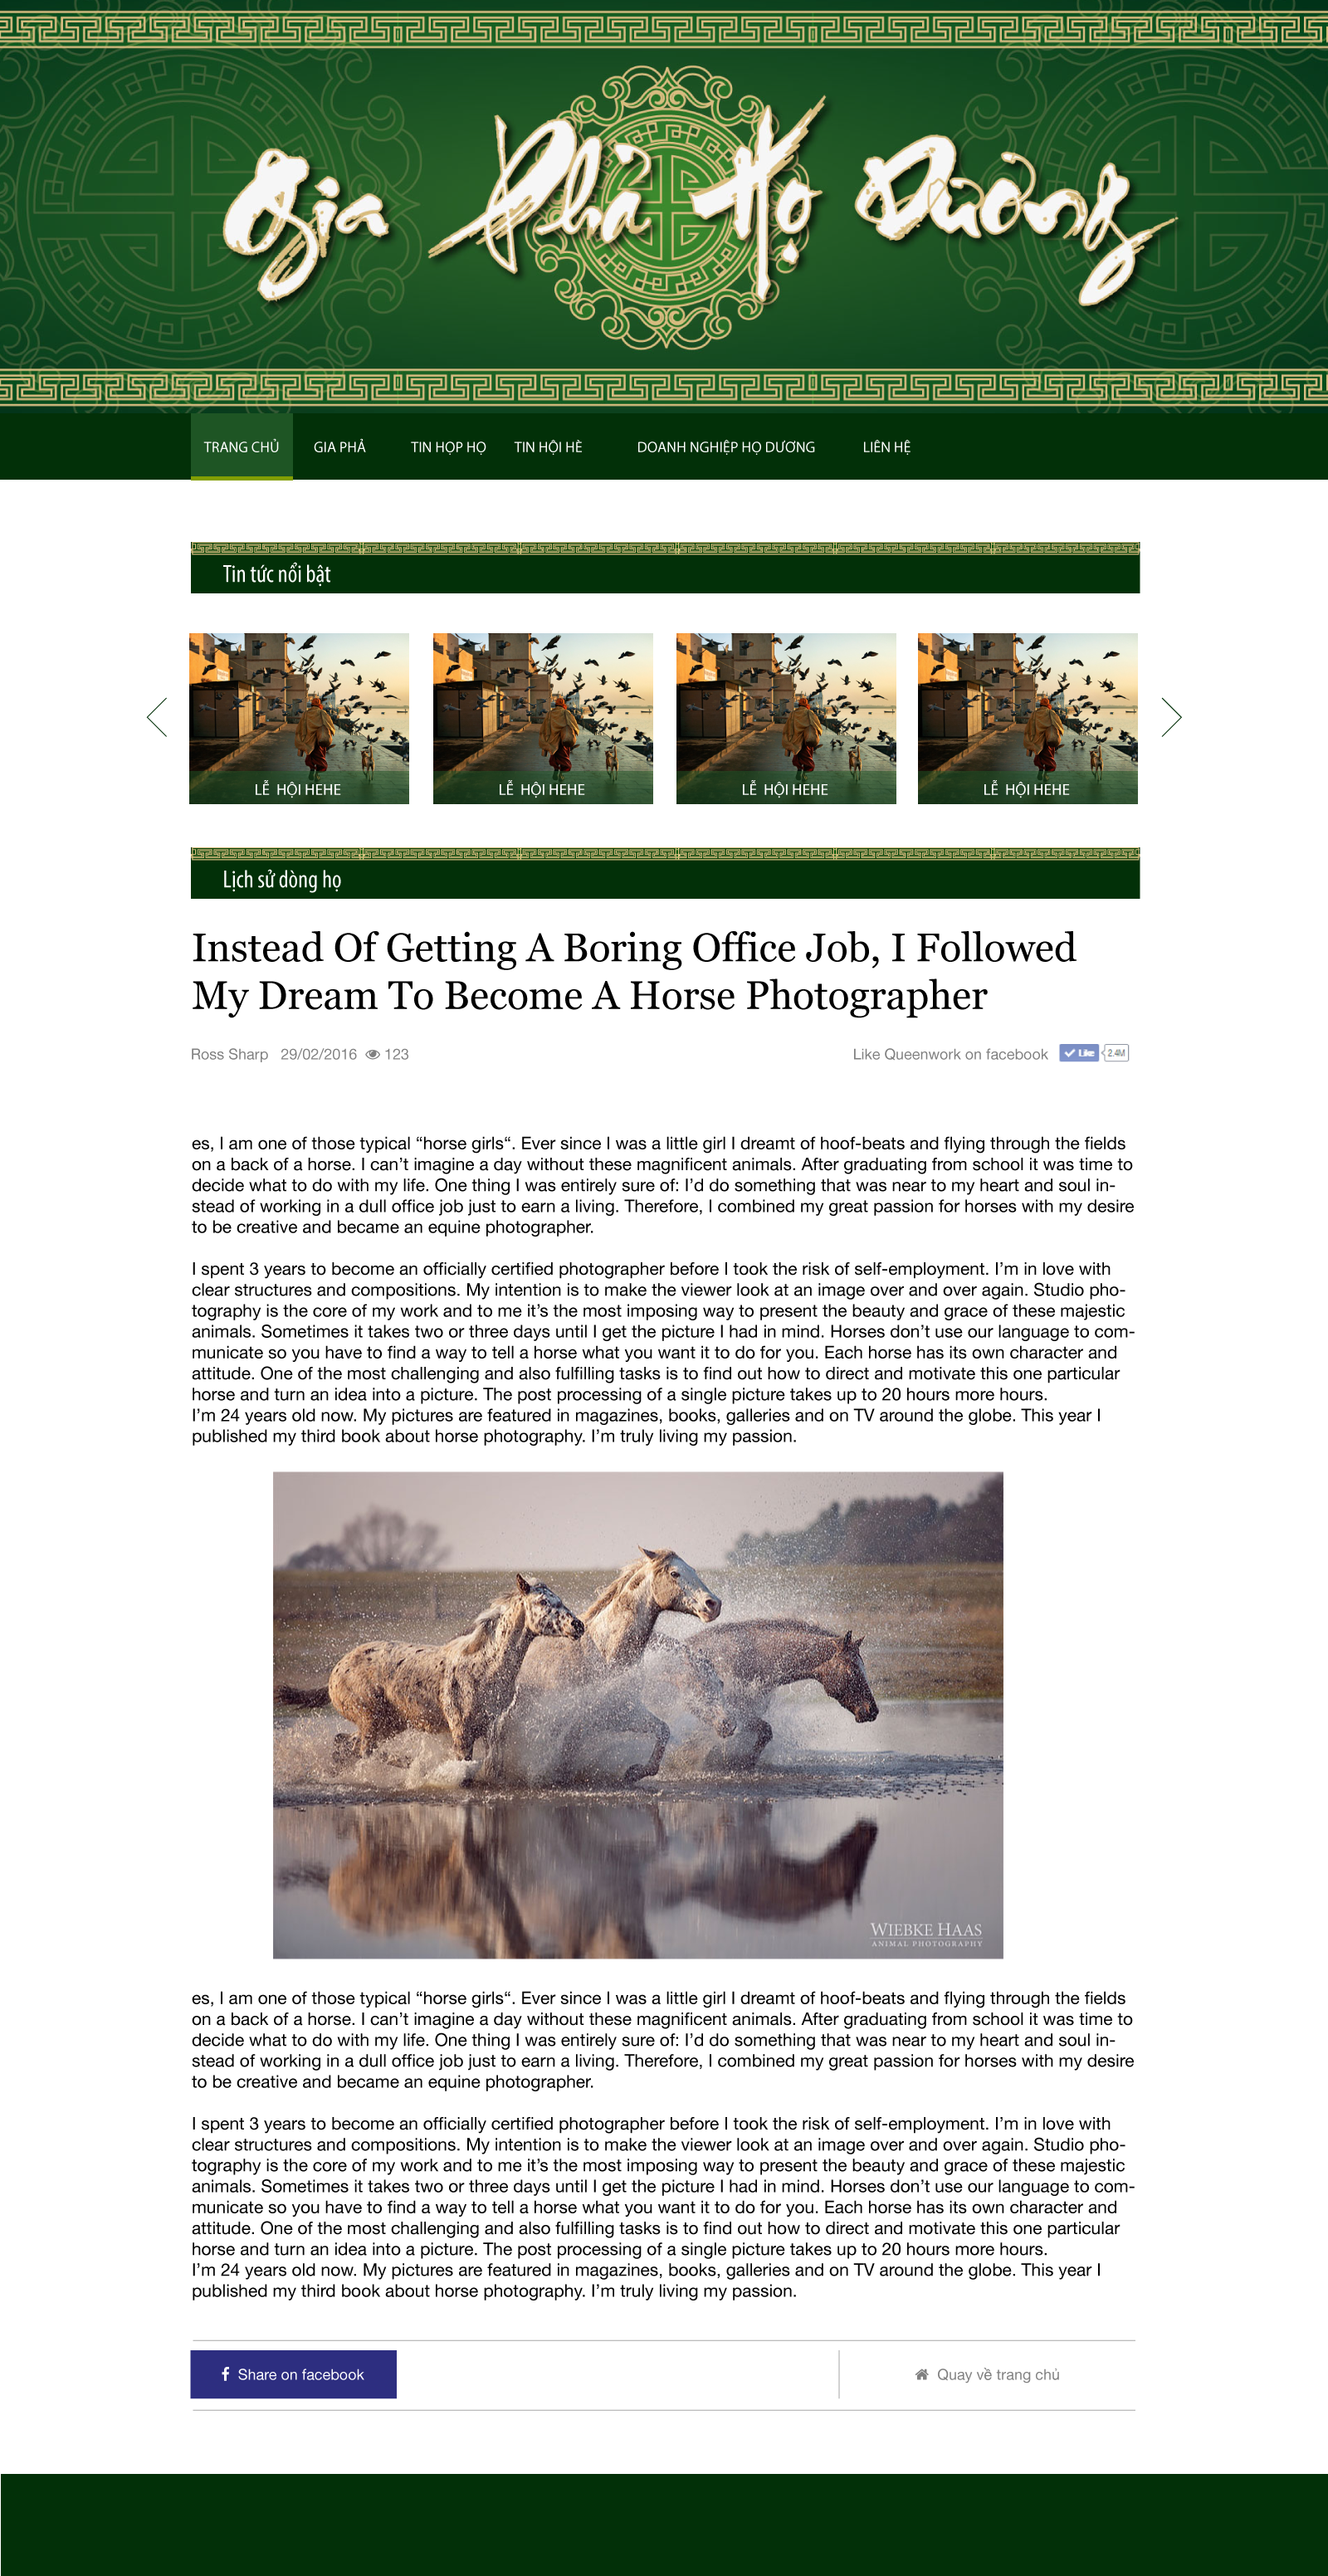 Gia Phả Họ Dương
TRANG CHỦ GIA PHẢ TIN HỌP HỌ TIN HỘI HÈ DOANH NGHIỆP HỌ DƯƠNG LIÊN HỆ
Tin tức nổi bật
LỄ HỘI HEHE LỄ HỘI HEHE LỄ HỘI HEHE LỄ HỘI HEHE
Lịch sử dòng họ
Instead Of Getting A Boring Office Job, I Followed
My Dream To Become A Horse Photographer
Ross Sharp 29/02/2016 123 Like Queenwork on facebook Like 2.4M
es, I am one of those typical “horse girls“. Ever since I was a little girl I dreamt of hoof-beats and flying through the fields
on a back of a horse. I can’t imagine a day without these magnificent animals. After graduating from school it was time to
decide what to do with my life. One thing I was entirely sure of: I’d do something that was near to my heart and soul in-
stead of working in a dull office job just to earn a living. Therefore, I combined my great passion for horses with my desire
to be creative and became an equine photographer.
I spent 3 years to become an officially certified photographer before I took the risk of self-employment. I’m in love with
clear structures and compositions. My intention is to make the viewer look at an image over and over again. Studio pho-
tography is the core of my work and to me it’s the most imposing way to present the beauty and grace of these majestic
animals. Sometimes it takes two or three days until I get the picture I had in mind. Horses don’t use our language to com-
municate so you have to find a way to tell a horse what you want it to do for you. Each horse has its own character and
attitude. One of the most challenging and also fulfilling tasks is to find out how to direct and motivate this one particular
horse and turn an idea into a picture. The post processing of a single picture takes up to 20 hours more hours.
I’m 24 years old now. My pictures are featured in magazines, books, galleries and on TV around the globe. This year I
published my third book about horse photography. I’m truly living my passion.
WIEBKE HAAS
ANIMAL PHOTOGRAPHY
es, I am one of those typical “horse girls“. Ever since I was a little girl I dreamt of hoof-beats and flying through the fields
on a back of a horse. I can’t imagine a day without these magnificent animals. After graduating from school it was time to
decide what to do with my life. One thing I was entirely sure of: I’d do something that was near to my heart and soul in-
stead of working in a dull office job just to earn a living. Therefore, I combined my great passion for horses with my desire
to be creative and became an equine photographer.
I spent 3 years to become an officially certified photographer before I took the risk of self-employment. I’m in love with
clear structures and compositions. My intention is to make the viewer look at an image over and over again. Studio pho-
tography is the core of my work and to me it’s the most imposing way to present the beauty and grace of these majestic
animals. Sometimes it takes two or three days until I get the picture I had in mind. Horses don’t use our language to com-
municate so you have to find a way to tell a horse what you want it to do for you. Each horse has its own character and
attitude. One of the most challenging and also fulfilling tasks is to find out how to direct and motivate this one particular
horse and turn an idea into a picture. The post processing of a single picture takes up to 20 hours more hours.
I’m 24 years old now. My pictures are featured in magazines, books, galleries and on TV around the globe. This year I
published my third book about horse photography. I’m truly living my passion.
Share on facebook Quay về trang chủ